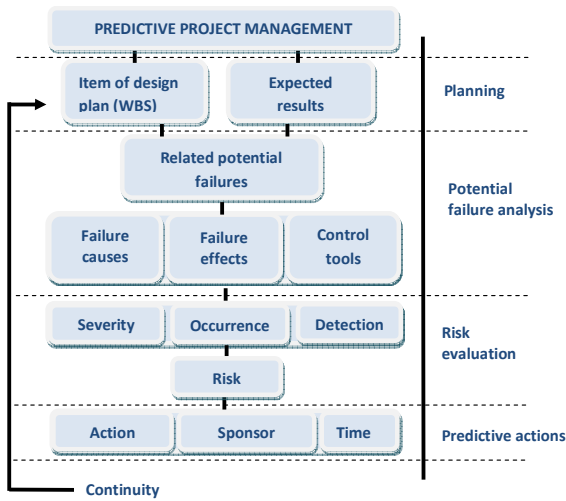 PREDICTIVE PROJECT MANAGEMENT
Item of design
plan (WBS)
Expected
results
Planning
Related potential
failures
Potential
failure analysis
Failure
causes
Failure
effects
Control
tools
Severity
Occurrence
Detection
Risk
evaluation
Risk
Action
Sponsor
Time
Predictive actions
Continuity